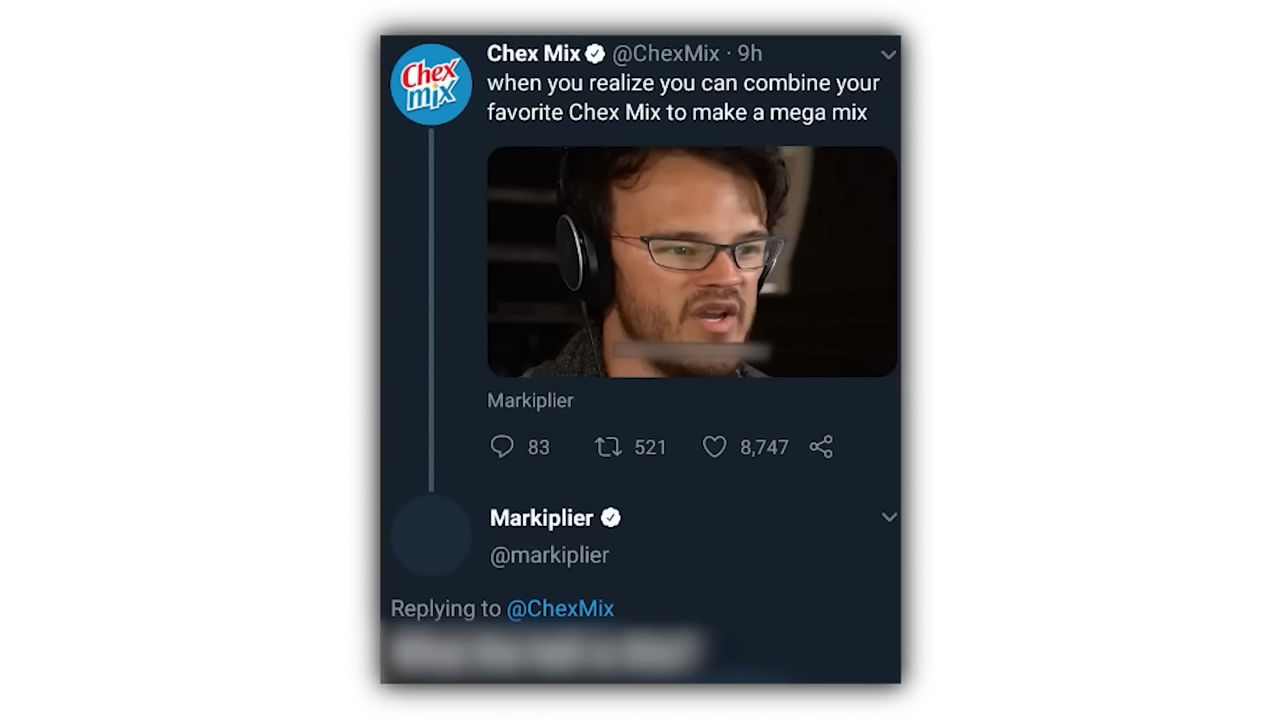 Chex mix
Chex Mix @ChexMix · 9h
when you realize you can combine your
favorite Chex Mix to make a mega mix
Markiplier
83 521 8,747
Markiplier
@markiplier
Replying to @ChexMix